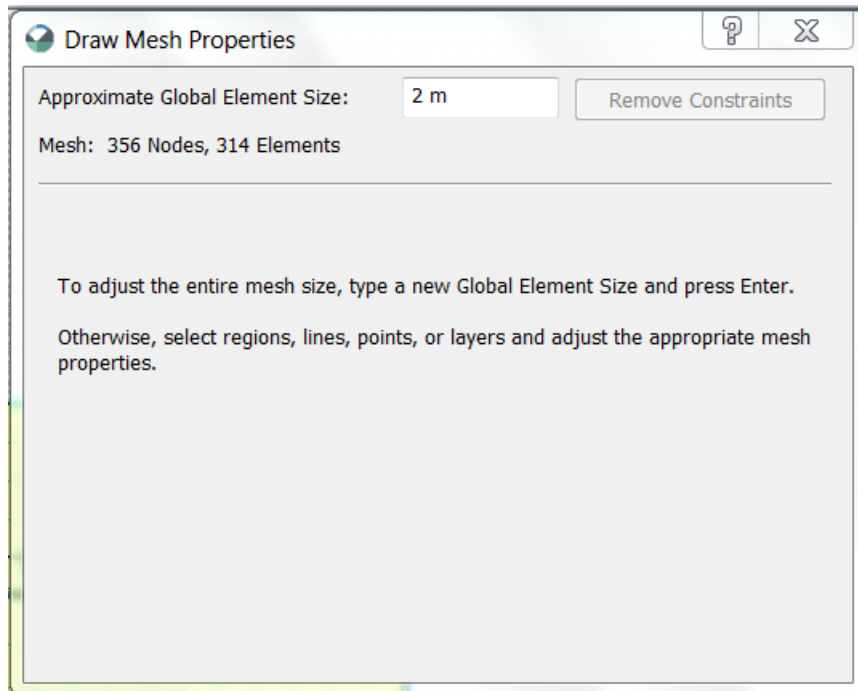 Draw Mesh Properties
Approximate Global Element Size: 2 m Remove Constraints
Mesh: 356 Nodes, 314 Elements
To adjust the entire mesh size, type a new Global Element Size and press Enter.
Otherwise, select regions, lines, points, or layers and adjust the appropriate mesh
properties.